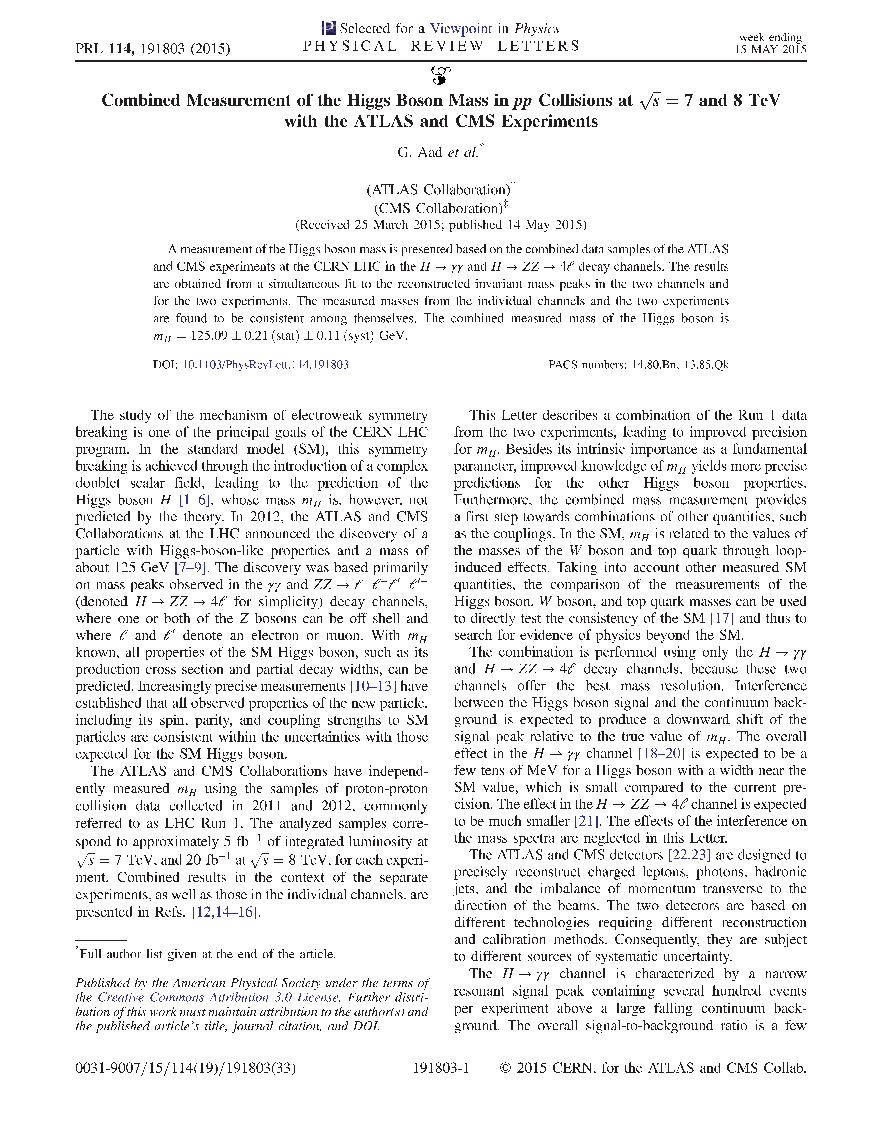 P Selected for a Viewpoint in Physics
PRL 114, 191803 (2015)
PHYSICAL REVIEW LETTERS
week ending
15 MAY 2015
Combined Measurement of the Higgs Boson Mass in pp Collisions at √s = 7 and 8 TeV
with the ATLAS and CMS Experiments
G. Aad et al.*
(ATLAS Collaboration)
(CMS Collaboration)‡
(Received 25 March 2015; published 14 May 2015)
A measurement of the Higgs boson mass is presented based on the combined data samples of the ATLAS
and CMS experiments at the CERN LHC in the H → γγ and H → ZZ → 4ℓ decay channels. The results
are obtained from a simultaneous fit to the reconstructed invariant mass peaks in the two channels and
for the two experiments. The measured masses from the individual channels and the two experiments
are found to be consistent among themselves. The combined measured mass of the Higgs boson is
m_H = 125.09 ± 0.21 (stat) ± 0.11 (syst) GeV.
DOI: 10.1103/PhysRevLett.114.191803
PACS numbers: 14.80.Bn, 13.85.Qk
The study of the mechanism of electroweak symmetry
breaking is one of the principal goals of the CERN LHC
program. In the standard model (SM), this symmetry
breaking is achieved through the introduction of a complex
doublet scalar field, leading to the prediction of the
Higgs boson H [1–6], whose mass m_H is, however, not
predicted by the theory. In 2012, the ATLAS and CMS
Collaborations at the LHC announced the discovery of a
particle with Higgs-boson-like properties and a mass of
about 125 GeV [7–9]. The discovery was based primarily
on mass peaks observed in the γγ and ZZ → ℓ⁺ℓ⁻ℓ′⁺ℓ′⁻
(denoted H → ZZ → 4ℓ for simplicity) decay channels,
where one or both of the Z bosons can be off shell and
where ℓ and ℓ′ denote an electron or muon. With m_H
known, all properties of the SM Higgs boson, such as its
production cross section and partial decay widths, can be
predicted. Increasingly precise measurements [10–13] have
established that all observed properties of the new particle,
including its spin, parity, and coupling strengths to SM
particles are consistent within the uncertainties with those
expected for the SM Higgs boson.
The ATLAS and CMS Collaborations have independ-
ently measured m_H using the samples of proton-proton
collision data collected in 2011 and 2012, commonly
referred to as LHC Run 1. The analyzed samples corre-
spond to approximately 5 fb⁻¹ of integrated luminosity at
√s = 7 TeV, and 20 fb⁻¹ at √s = 8 TeV, for each experi-
ment. Combined results in the context of the separate
experiments, as well as those in the individual channels, are
presented in Refs. [12,14–16].
*Full author list given at the end of the article.
Published by the American Physical Society under the terms of
the Creative Commons Attribution 3.0 License. Further distri-
bution of this work must maintain attribution to the author(s) and
the published article's title, journal citation, and DOI.
This Letter describes a combination of the Run 1 data
from the two experiments, leading to improved precision
for m_H. Besides its intrinsic importance as a fundamental
parameter, improved knowledge of m_H yields more precise
predictions for the other Higgs boson properties.
Furthermore, the combined mass measurement provides
a first step towards combinations of other quantities, such
as the couplings. In the SM, m_H is related to the values of
the masses of the W boson and top quark through loop-
induced effects. Taking into account other measured SM
quantities, the comparison of the measurements of the
Higgs boson, W boson, and top quark masses can be used
to directly test the consistency of the SM [17] and thus to
search for evidence of physics beyond the SM.
The combination is performed using only the H → γγ
and H → ZZ → 4ℓ decay channels, because these two
channels offer the best mass resolution. Interference
between the Higgs boson signal and the continuum back-
ground is expected to produce a downward shift of the
signal peak relative to the true value of m_H. The overall
effect in the H → γγ channel [18–20] is expected to be a
few tens of MeV for a Higgs boson with a width near the
SM value, which is small compared to the current pre-
cision. The effect in the H → ZZ → 4ℓ channel is expected
to be much smaller [21]. The effects of the interference on
the mass spectra are neglected in this Letter.
The ATLAS and CMS detectors [22,23] are designed to
precisely reconstruct charged leptons, photons, hadronic
jets, and the imbalance of momentum transverse to the
direction of the beams. The two detectors are based on
different technologies requiring different reconstruction
and calibration methods. Consequently, they are subject
to different sources of systematic uncertainty.
The H → γγ channel is characterized by a narrow
resonant signal peak containing several hundred events
per experiment above a large falling continuum back-
ground. The overall signal-to-background ratio is a few
0031-9007/15/114(19)/191803(33)
191803-1
© 2015 CERN, for the ATLAS and CMS Collab.